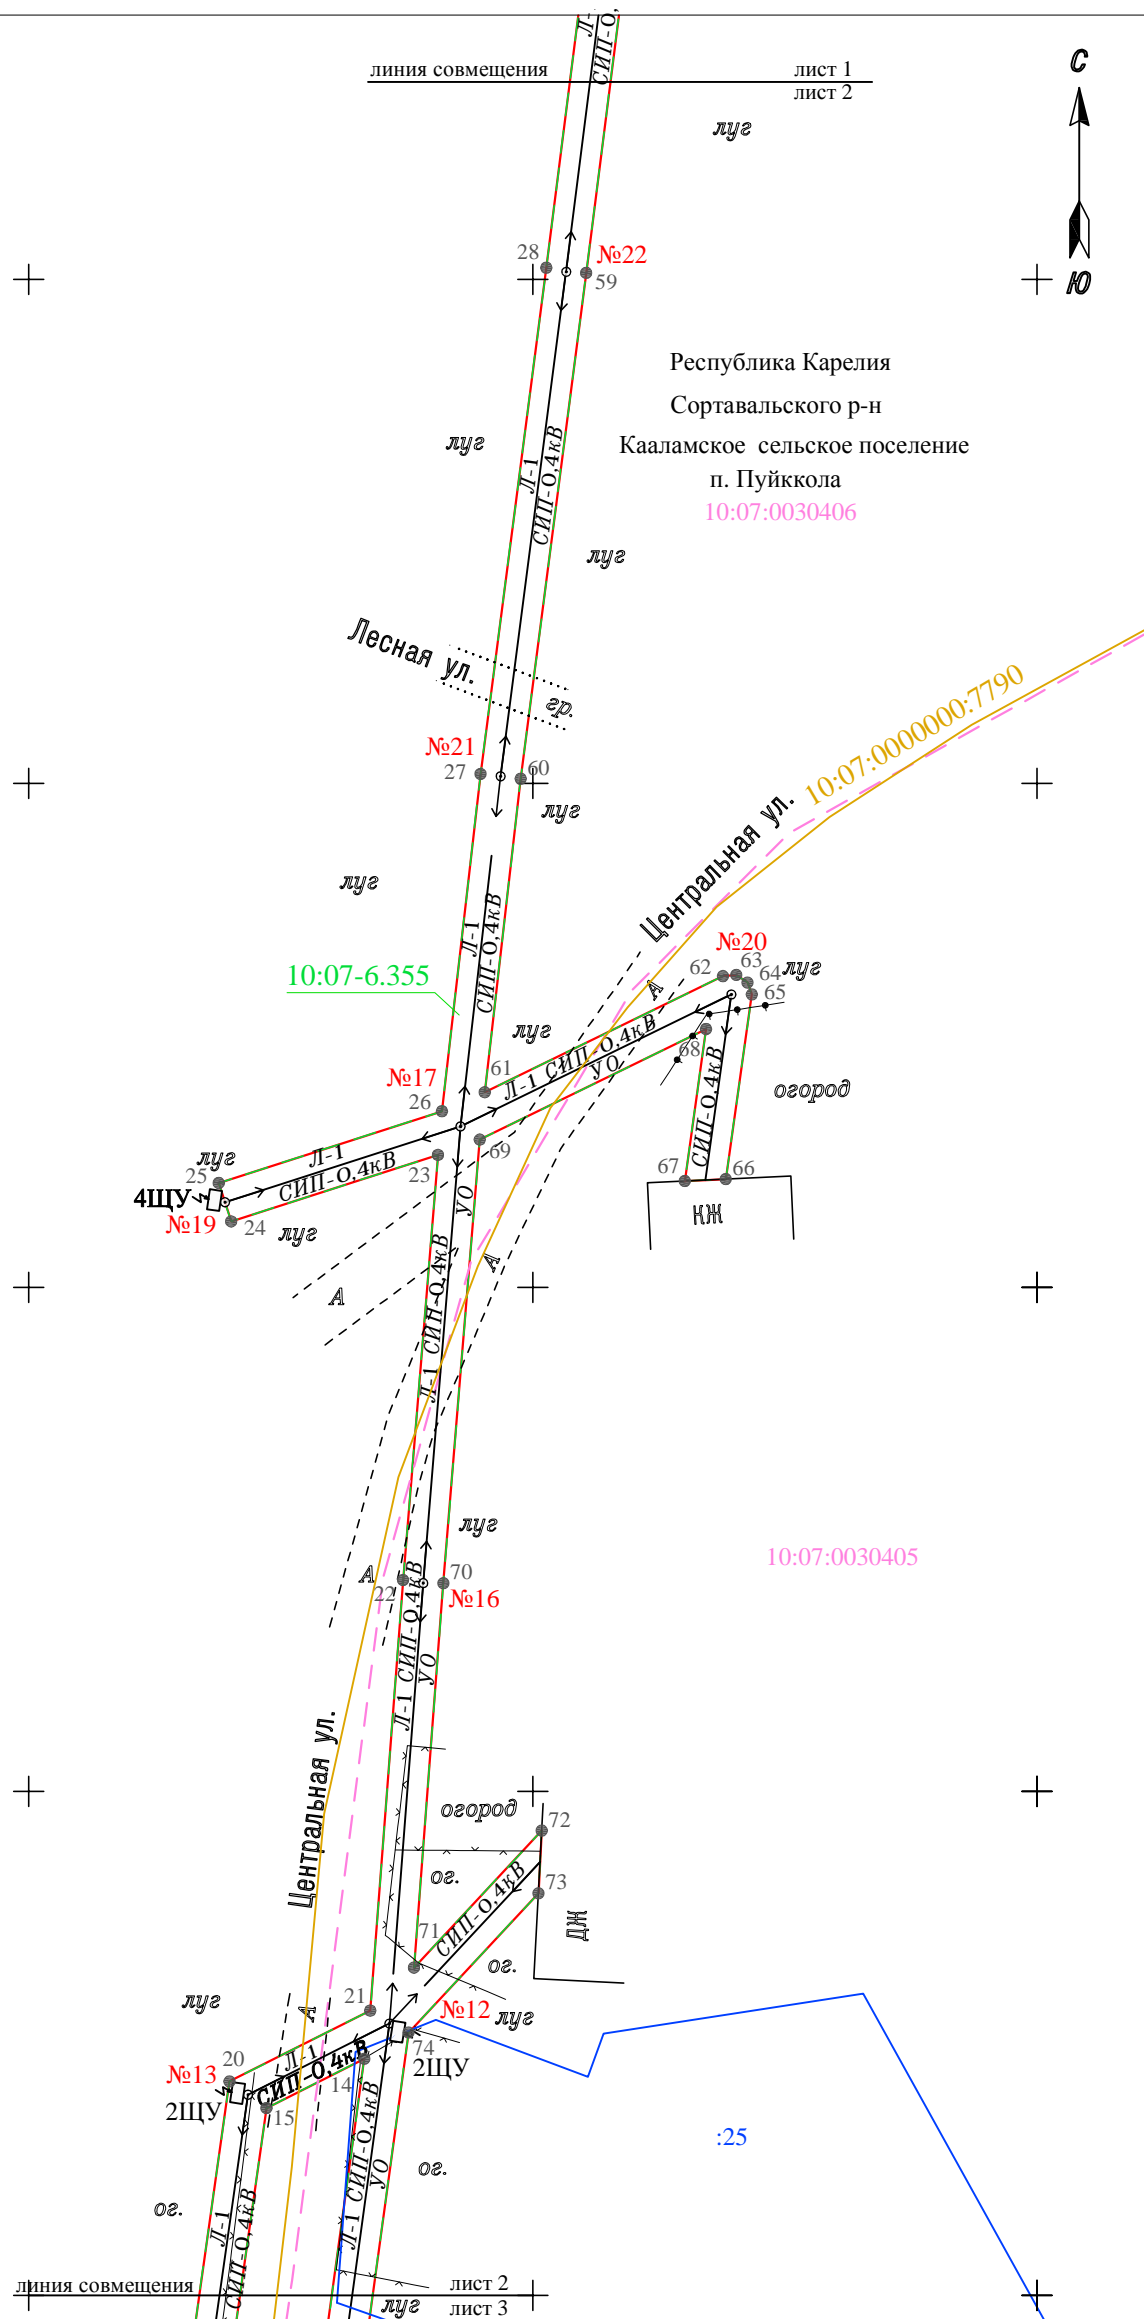 Л-
СИП-0,
линия совмещения
лист 1
лист 2
С
луг
Ю
28
№22
59
Республика Карелия
Сортавальского р-н
Кааламское сельское поселение
п. Пуйккола
10:07:0030406
луг
Л-1
СИП-0,4кВ
луг
Лесная ул.
гр.
10:07:0000000:7790
№21
27
60
луг
Центральная ул.
луг
Л-1
СИП-0,4кВ
№20
62
63
64
65
луг
10:07-6.355
А
луг
Л-1 СИП-0,4кВ
УО
68
№17
61
26
СИП-0,4кВ
огород
69
луг
25
Л-1
СИП-0,4кВ
23
67
66
4ЩУ
№19
24
луг
УО
КЖ
А
А
Л-1 СИП-0,4кВ
луг
10:07:0030405
А
22
70
№16
Л-1 СИП-0,4кВ
УО
Центральная ул.
огород
72
ог.
73
СИП-0,4кВ
71
ДЖ
ог.
луг
А
21
№12
луг
74
2ЩУ
20
№13
Л-1
СИП-0,4кВ
14
2ЩУ
15
:25
Л-1 СИП-0,4кВ
УО
ог.
ог.
Л-1
СИП-0,4кВ
линия совмещения
лист 2
лист 3
луг